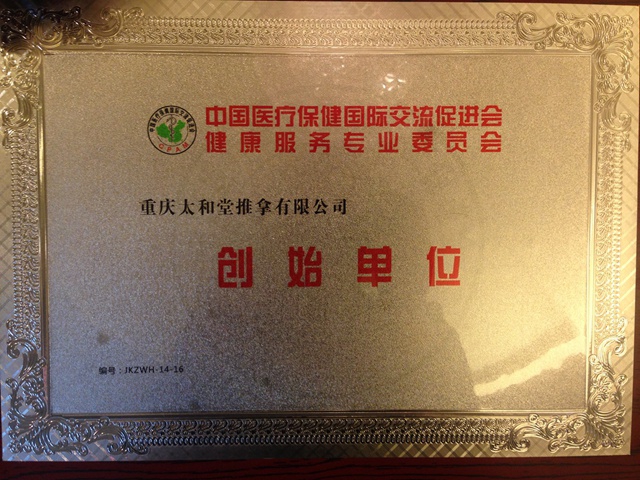 中国医疗保健国际交流促进会
健康服务专业委员会
CPAM
重庆太和堂推拿有限公司
创始单位
编号：JKZWH-14-16